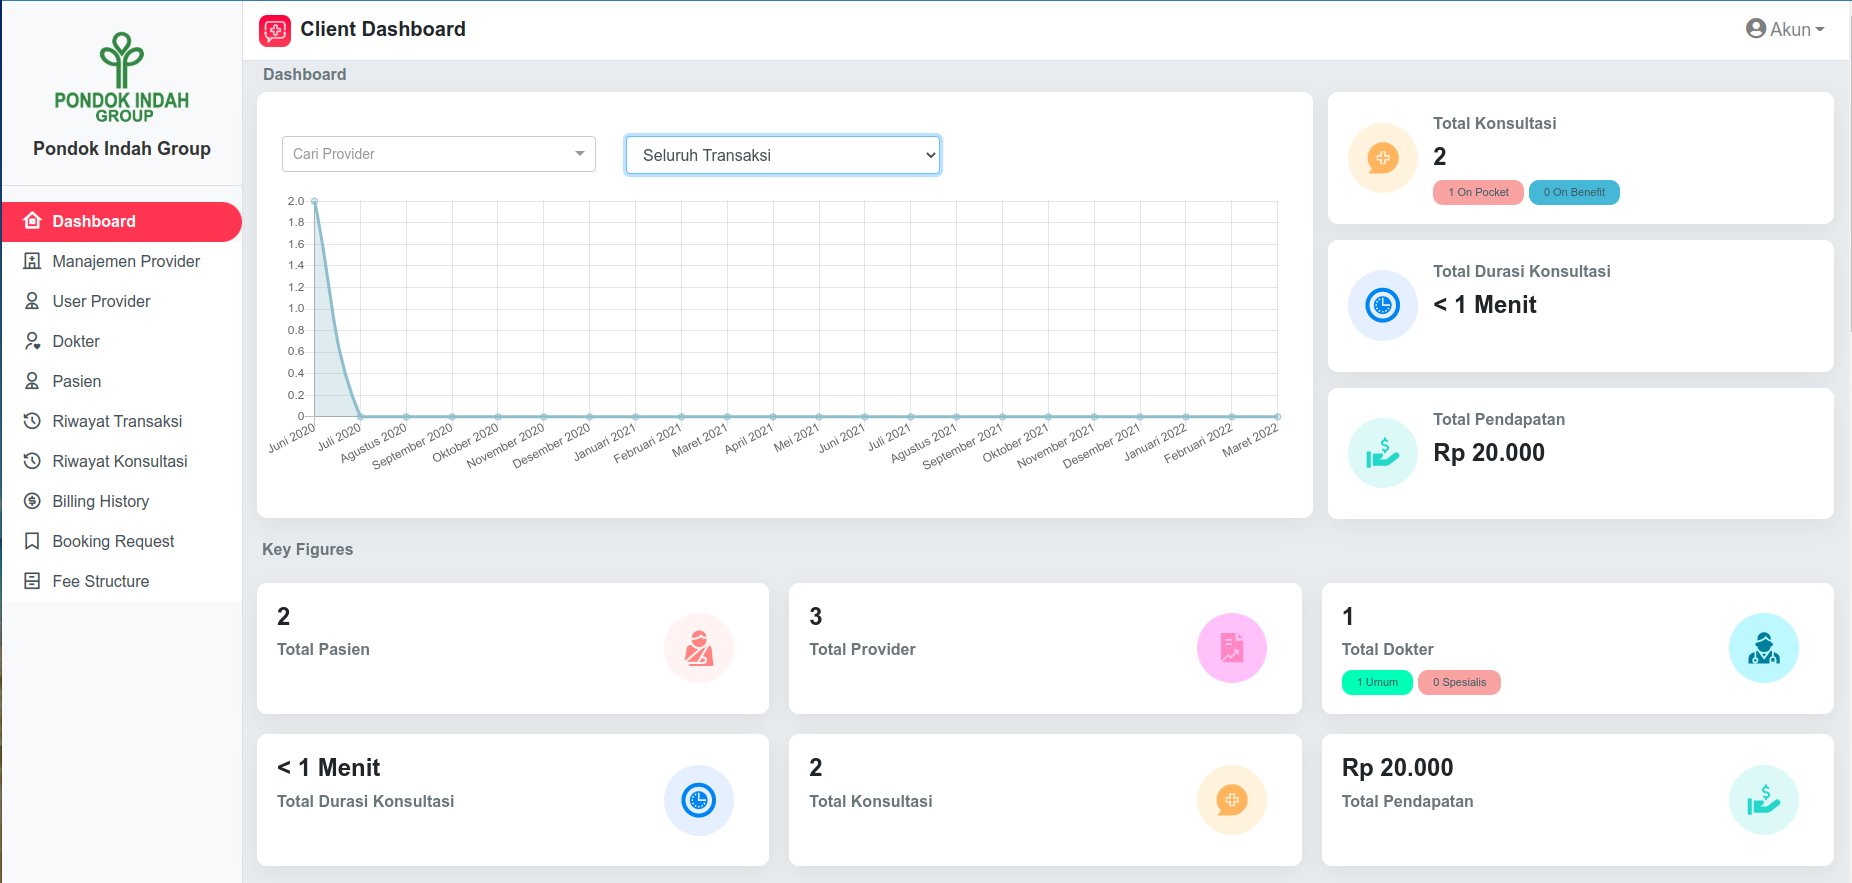 PONDOK INDAH
GROUP
Pondok Indah Group
Dashboard
Manajemen Provider
User Provider
Dokter
Pasien
Riwayat Transaksi
Riwayat Konsultasi
Billing History
Booking Request
Fee Structure
Client Dashboard
Akun
Dashboard
Cari Provider
Seluruh Transaksi
2.0
1.8
1.6
1.4
1.2
1.0
0.8
0.6
0.4
0.2
0
Juni 2020
Juli 2020
Agustus 2020
September 2020
Oktober 2020
November 2020
Desember 2020
Januari 2021
Februari 2021
Maret 2021
April 2021
Mei 2021
Juni 2021
Juli 2021
Agustus 2021
September 2021
Oktober 2021
November 2021
Desember 2021
Januari 2022
Februari 2022
Maret 2022
Total Konsultasi
2
1 On Pocket
0 On Benefit
Total Durasi Konsultasi
< 1 Menit
Total Pendapatan
Rp 20.000
Key Figures
2
Total Pasien
3
Total Provider
1
Total Dokter
1 Umum
0 Spesialis
< 1 Menit
Total Durasi Konsultasi
2
Total Konsultasi
Rp 20.000
Total Pendapatan